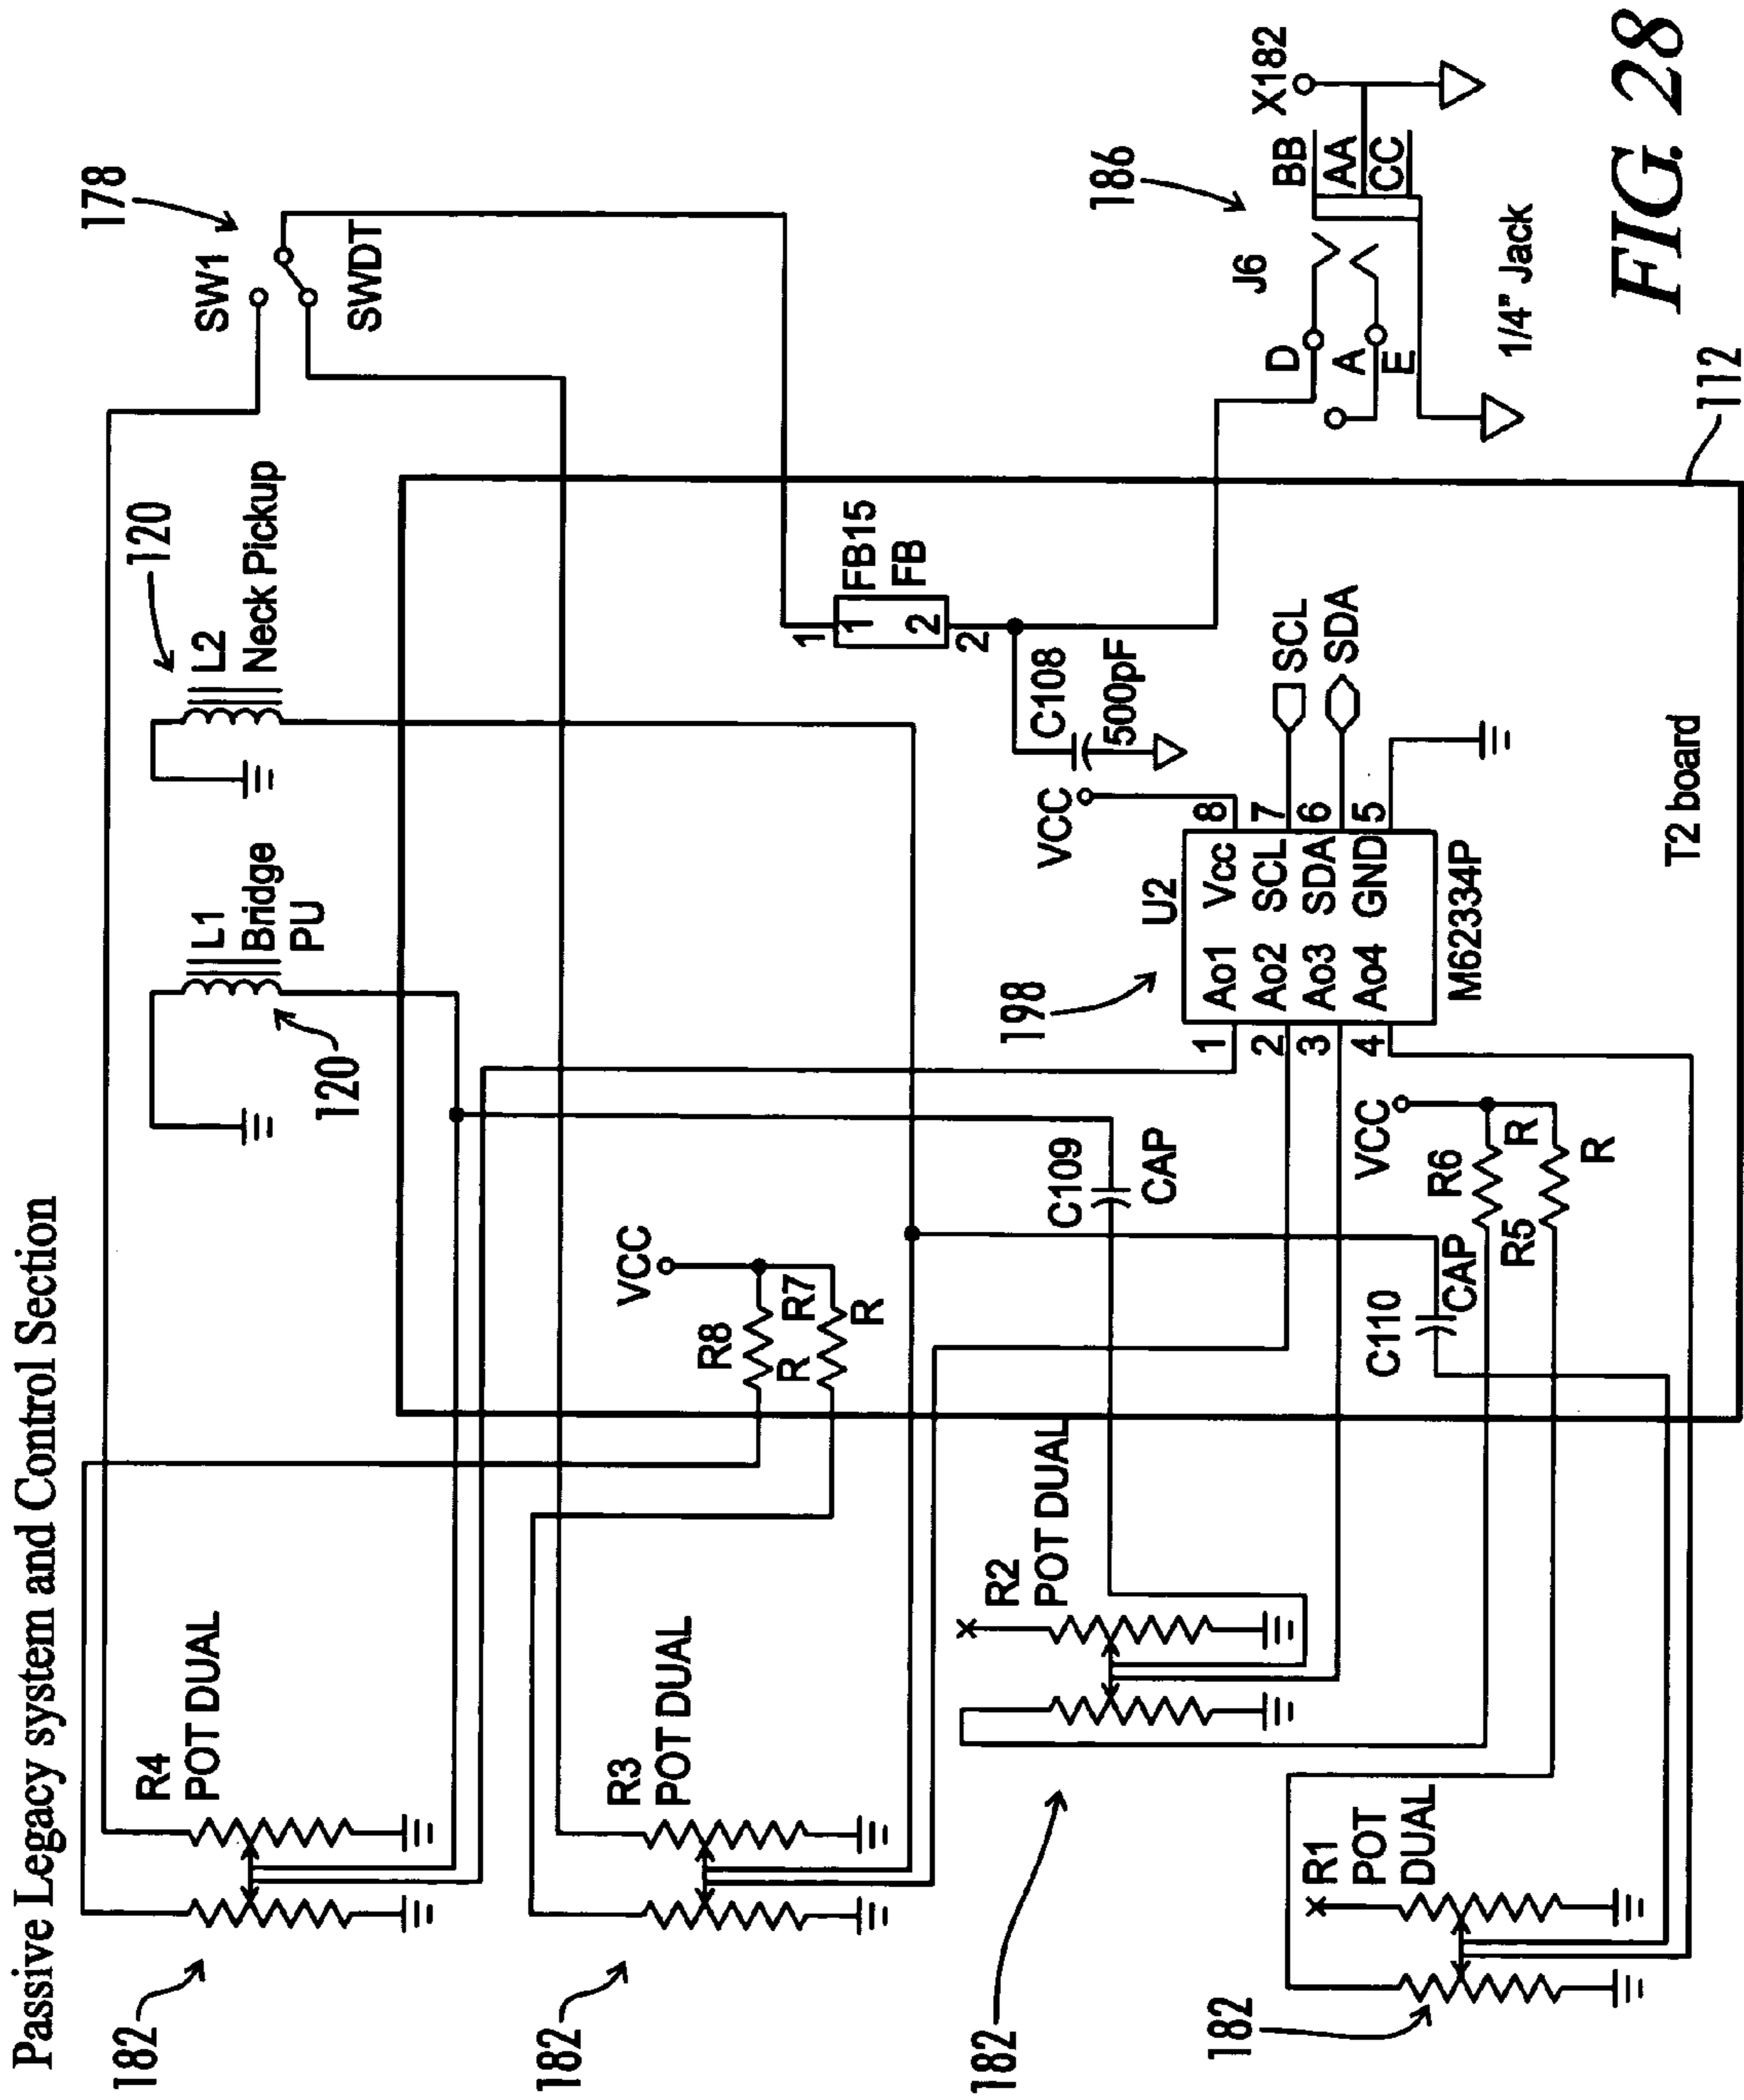 Passive Legacy system and Control Section
182
R4
POT DUAL
182
R3
POT DUAL
182
R2
POT DUAL
182
R1
POT
DUAL
120
L1
Bridge
PU
120
L2
Neck Pickup
178
SW1
SWDT
VCC
R8
R
R7
R
C109
CAP
C110
CAP
VCC
R6
R
R5
R
198
U2
1 Ao1 Vcc 8
2 Ao2 SCL 7
3 Ao3 SDA 6
4 Ao4 GND 5
M62334P
VCC
SCL
SDA
C108
500pF
1
1
FB15
FB
2
2
T2 board
112
186
J6
D
A
E
BB
AA
CC
X182
1/4" Jack
FIG. 28